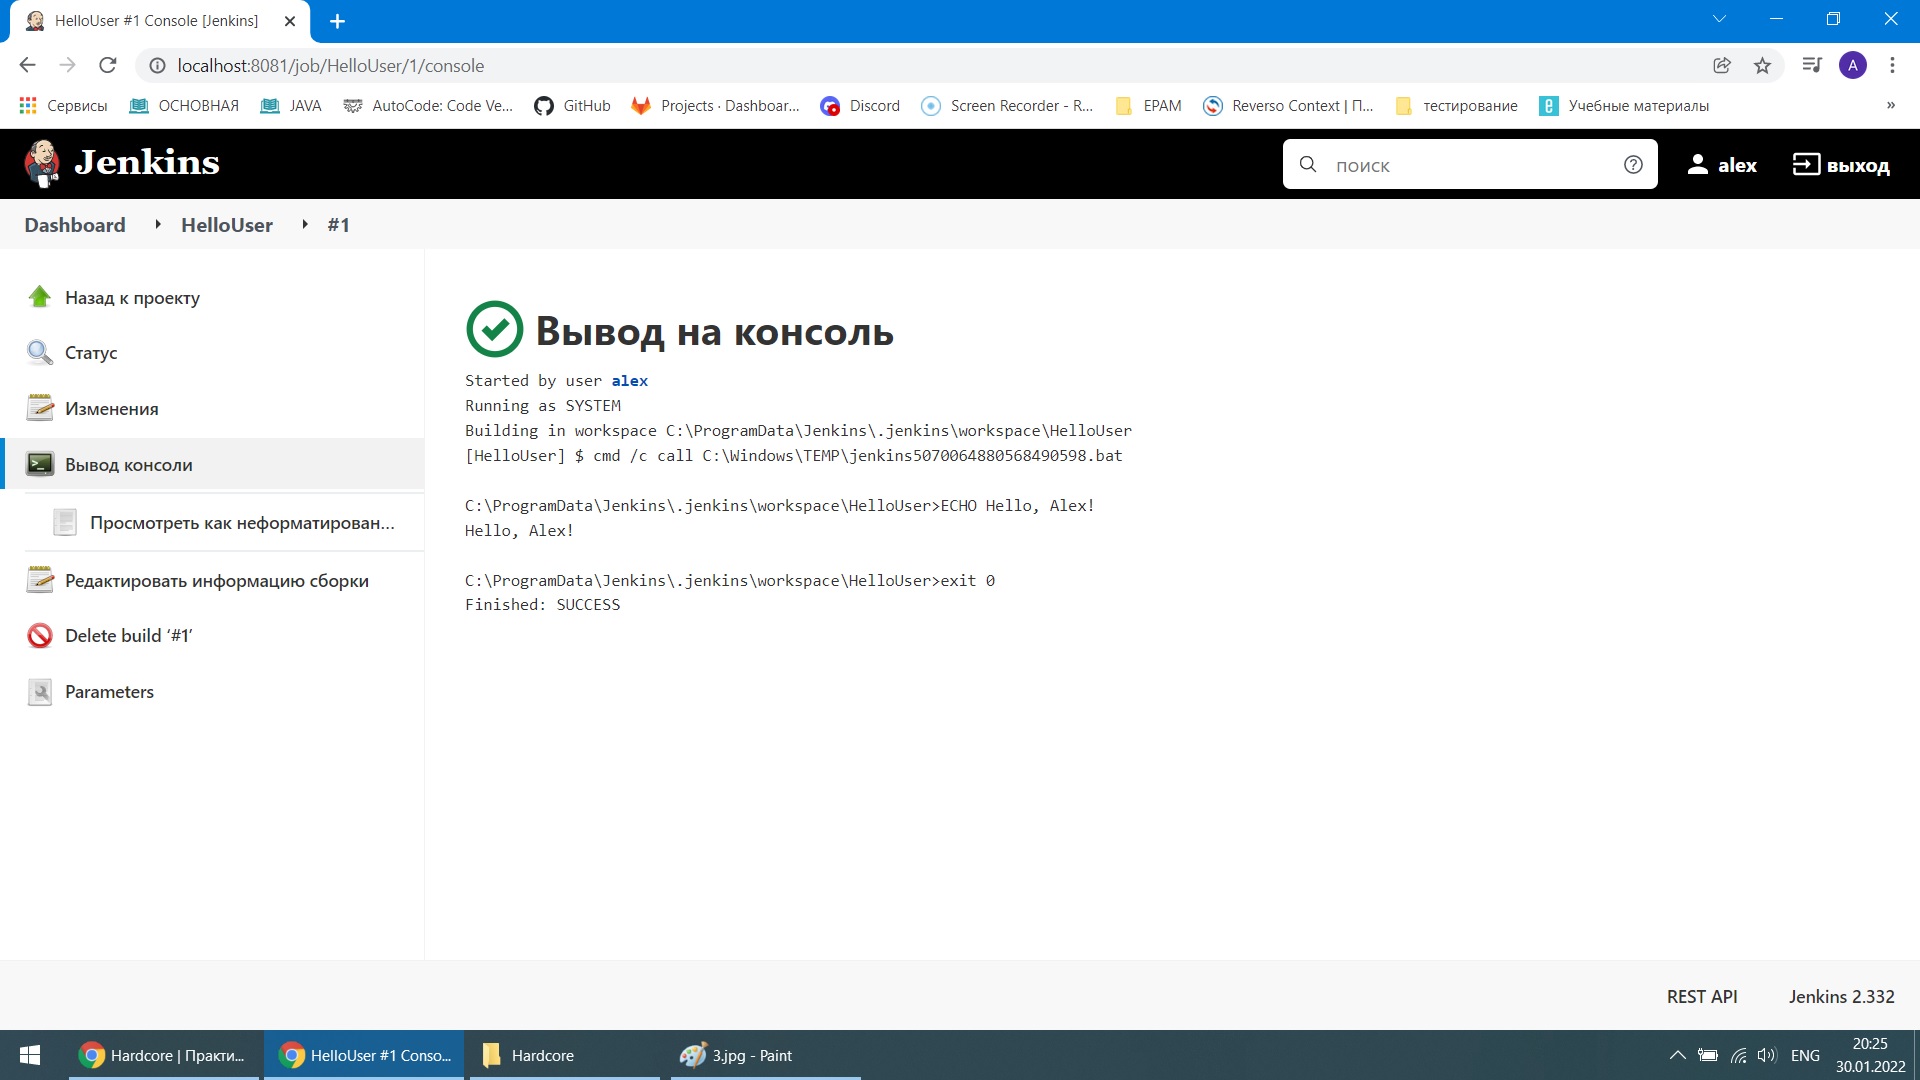 HelloUser #1 Console [Jenkins]
localhost:8081/job/HelloUser/1/console
A
Сервисы ОСНОВНАЯ JAVA AutoCode: Code Ve... GitHub Projects · Dashboar... Discord Screen Recorder - R... EPAM Reverso Context | П... тестирование Учебные материалы »
Jenkins
поиск
alex
выход
Dashboard HelloUser #1
Назад к проекту
Статус
Изменения
Вывод консоли
Просмотреть как неформатирован...
Редактировать информацию сборки
Delete build ‘#1’
Parameters
Вывод на консоль
Started by user alex
Running as SYSTEM
Building in workspace C:\ProgramData\Jenkins\.jenkins\workspace\HelloUser
[HelloUser] $ cmd /c call C:\Windows\TEMP\jenkins5070064880568490598.bat
C:\ProgramData\Jenkins\.jenkins\workspace\HelloUser>ECHO Hello, Alex!
Hello, Alex!
C:\ProgramData\Jenkins\.jenkins\workspace\HelloUser>exit 0
Finished: SUCCESS
REST API Jenkins 2.332
Hardcore | Практи... HelloUser #1 Conso... Hardcore 3.jpg - Paint
ENG
20:25
30.01.2022